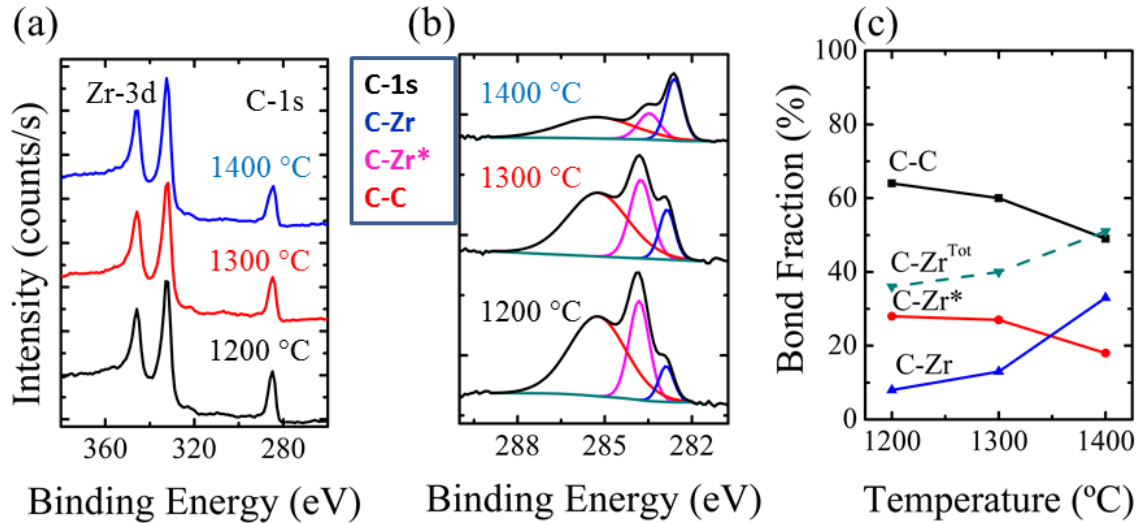 (a)
Zr-3d
C-1s
1400 °C
1300 °C
1200 °C
Intensity (counts/s)
360 320 280
Binding Energy (eV)
(b)
C-1s
C-Zr
C-Zr*
C-C
1400 °C
1300 °C
1200 °C
288 285 282
Binding Energy (eV)
(c)
100
80
60
40
20
0
Bond Fraction (%)
C-C
C-Zr^Tot
C-Zr*
C-Zr
1200 1300 1400
Temperature (ºC)